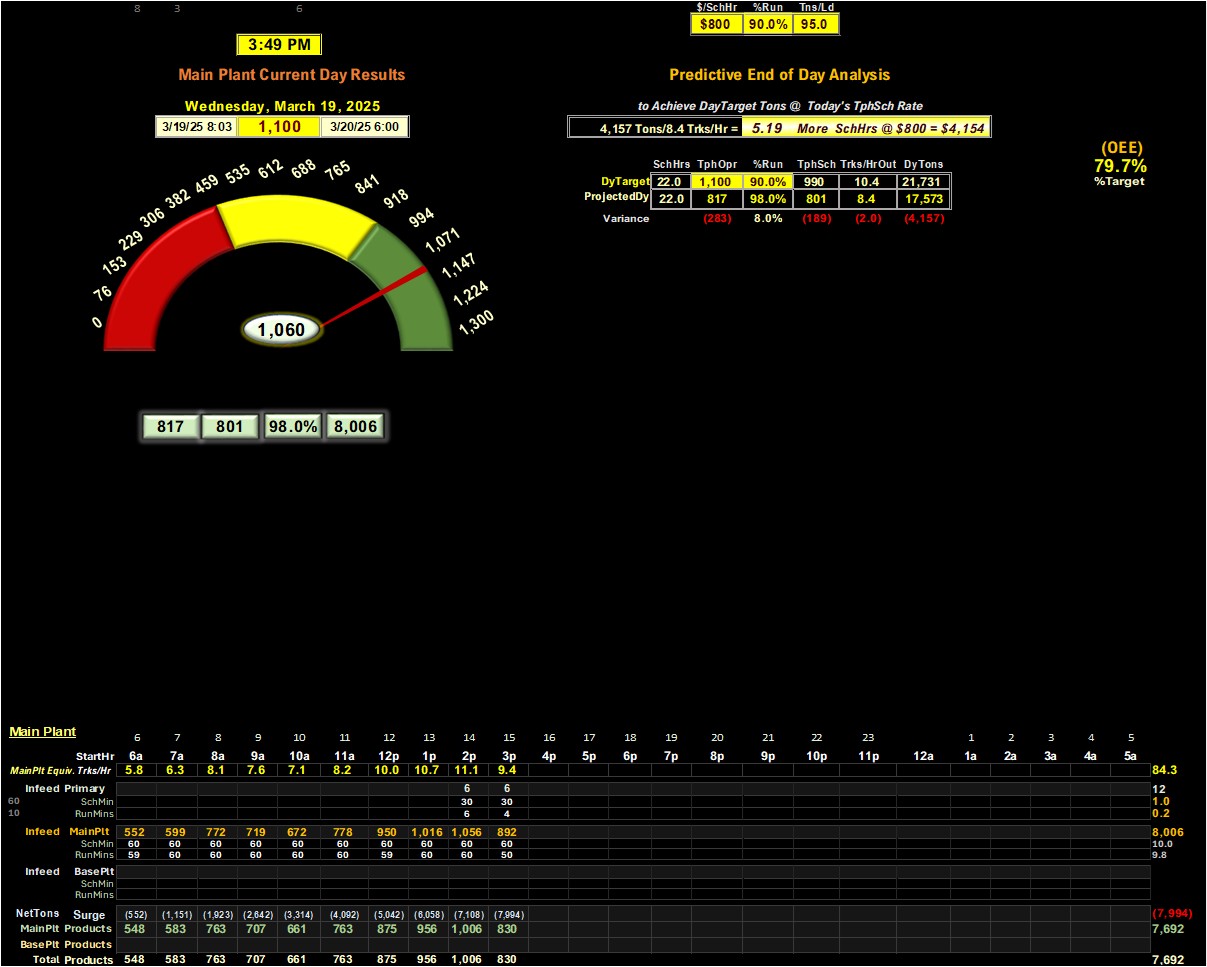 8 3 6
$/SchHr %Run Tns/Ld
$800 90.0% 95.0
3:49 PM
Main Plant Current Day Results
Predictive End of Day Analysis
Wednesday, March 19, 2025
to Achieve DayTarget Tons @ Today's TphSch Rate
3/19/25 8:03 1,100 3/20/25 6:00
4,157 Tons/8.4 Trks/Hr = 5.19 More SchHrs @ $800 = $4,154
(OEE)
79.7%
%Target
SchHrs TphOpr %Run TphSch Trks/HrOut DyTons
DyTarget 22.0 1,100 90.0% 990 10.4 21,731
ProjectedDy 22.0 817 98.0% 801 8.4 17,573
Variance (283) 8.0% (189) (2.0) (4,157)
0 76 153 229 306 382 459 535 612 688 765 841 918 994 1,071 1,147 1,224 1,300
1,060
817 801 98.0% 8,006
Main Plant 6 7 8 9 10 11 12 13 14 15 16 17 18 19 20 21 22 23 1 2 3 4 5
StartHr 6a 7a 8a 9a 10a 11a 12p 1p 2p 3p 4p 5p 6p 7p 8p 9p 10p 11p 12a 1a 2a 3a 4a 5a
MainPlt Equiv. Trks/Hr 5.8 6.3 8.1 7.6 7.1 8.2 10.0 10.7 11.1 9.4 84.3
Infeed Primary 6 6 12
60 SchMin 30 30 1.0
10 RunMins 6 4 0.2
Infeed MainPlt 552 599 772 719 672 778 950 1,016 1,056 892 8,006
SchMin 60 60 60 60 60 60 60 60 60 60 10.0
RunMins 59 60 60 60 60 60 59 60 60 50 9.8
Infeed BasePlt
SchMin
RunMins
NetTons Surge (552) (1,151) (1,923) (2,642) (3,314) (4,092) (5,042) (6,058) (7,108) (7,994) (7,994)
MainPlt Products 548 583 763 707 661 763 875 956 1,006 830 7,692
BasePlt Products
Total Products 548 583 763 707 661 763 875 956 1,006 830 7,692